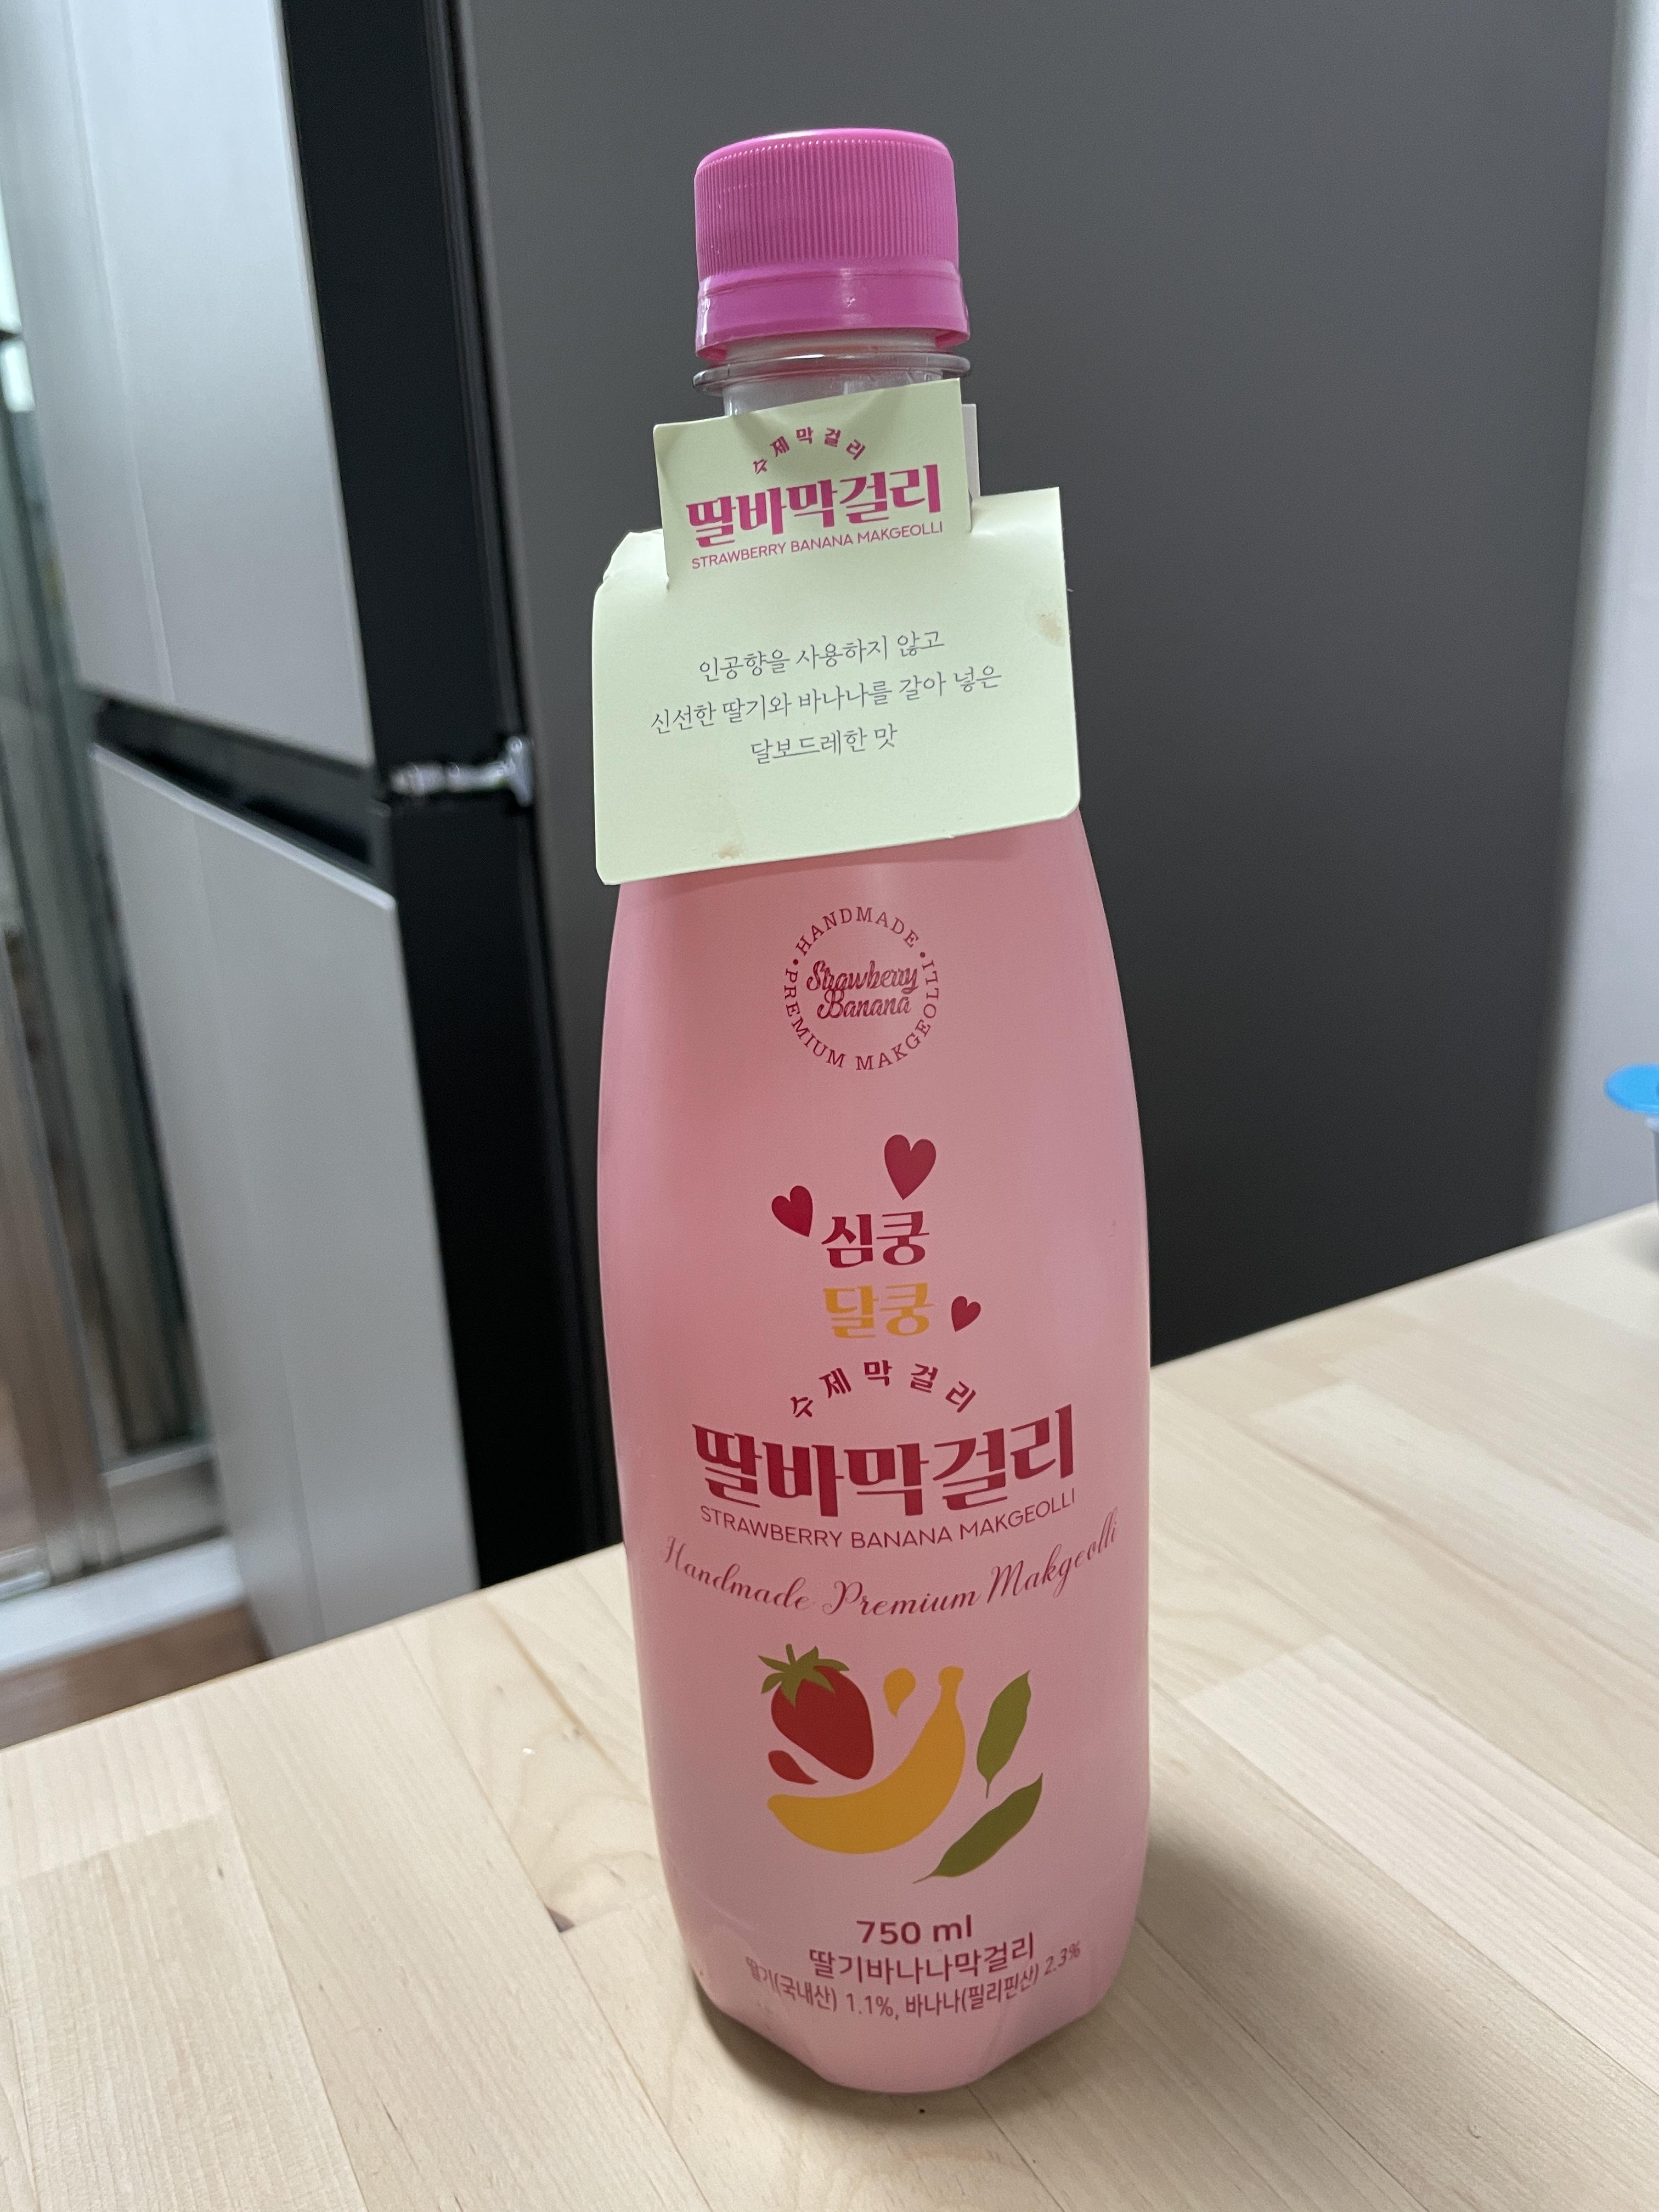 수제막걸리
딸바막걸리
STRAWBERRY BANANA MAKGEOLLI
인공향을 사용하지 않고
신선한 딸기와 바나나를 갈아 넣은
달보드레한 맛
• HANDMADE •
Strawberry
Banana
PREMIUM MAKGEOLLI
심쿵
달쿵
수제막걸리
딸바막걸리
STRAWBERRY BANANA MAKGEOLLI
Handmade Premium Makgeolli
750 ml
딸기바나나막걸리
딸기(국내산) 1.1%, 바나나(필리핀산) 2.3%